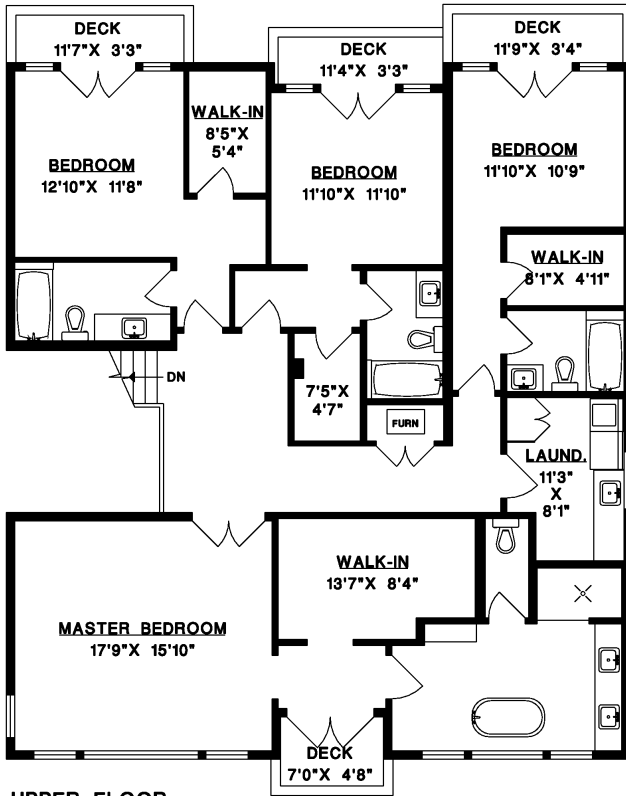 DECK
11'7"X 3'3"
DECK
11'4"X 3'3"
DECK
11'9"X 3'4"
WALK-IN
8'5"X
5'4"
BEDROOM
12'10"X 11'8"
BEDROOM
11'10"X 11'10"
BEDROOM
11'10"X 10'9"
WALK-IN
8'1"X 4'11"
DN
7'5"X
4'7"
FURN
LAUND.
11'3"
X
8'1"
WALK-IN
13'7"X 8'4"
MASTER BEDROOM
17'9"X 15'10"
DECK
7'0"X 4'8"
UPPER FLOOR